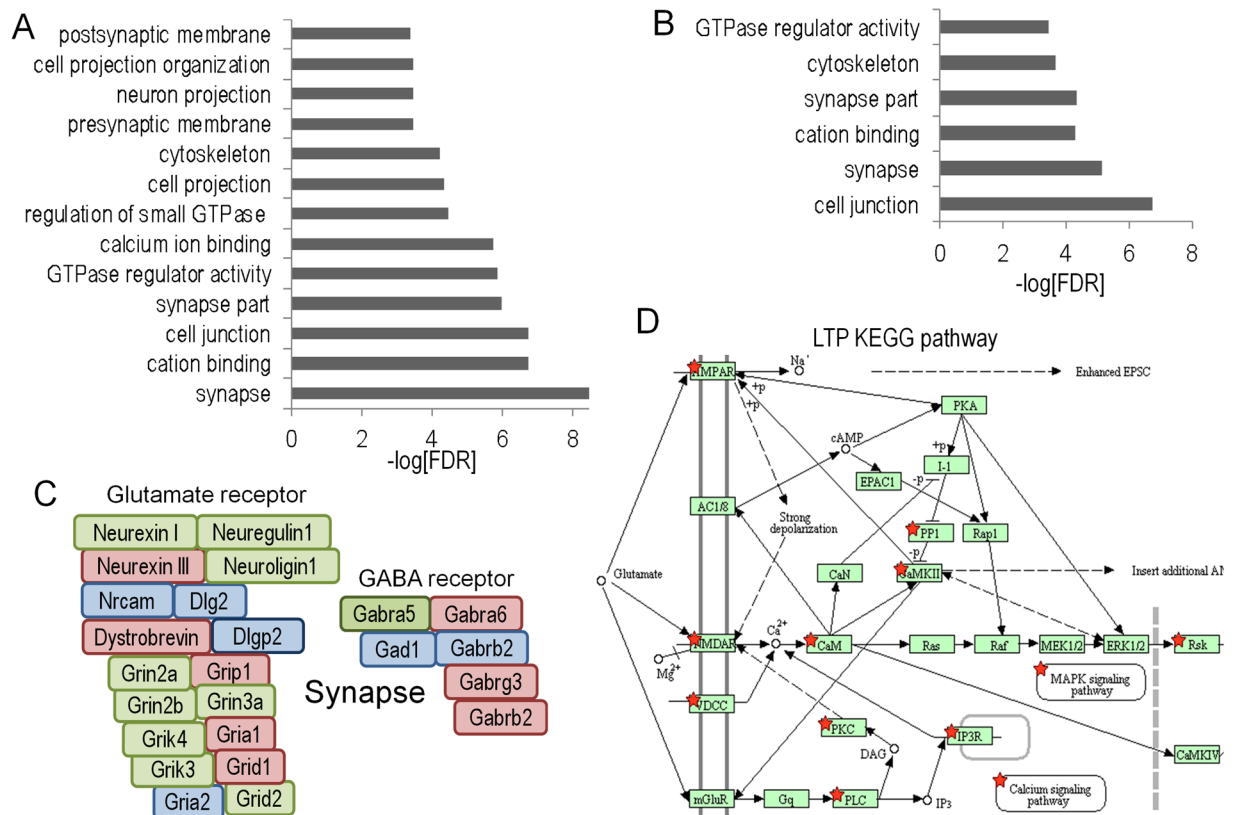 A
postsynaptic membrane
cell projection organization
neuron projection
presynaptic membrane
cytoskeleton
cell projection
regulation of small GTPase
calcium ion binding
GTPase regulator activity
synapse part
cell junction
cation binding
synapse
0 2 4 6 8
-log[FDR]
B
GTPase regulator activity
cytoskeleton
synapse part
cation binding
synapse
cell junction
0 2 4 6 8
-log[FDR]
C
Glutamate receptor
Neurexin I Neuregulin1
Neurexin III Neuroligin1
Nrcam Dlg2
Dystrobrevin Dlgp2
Grin2a Grip1
Grin2b Grin3a
Grik4 Gria1
Grik3 Grid1
Gria2 Grid2
GABA receptor
Gabra5 Gabra6
Gad1 Gabrb2
Gabrg3
Gabrb2
Synapse
D
LTP KEGG pathway
AMPAR
Na+
Enhanced EPSC
+p
+p
PKA
cAMP
+p
I-1
EPAC1
-p
AC1/8
Strong
depolarization
PP1
Rap1
-p
Glutamate
CaN
CaMKII
Insert additional AM
NMDAR
Ca2+
CaM
Ras
Raf
MEK1/2
ERK1/2
Rsk
Mg2+
MAPK signaling
pathway
VDCC
PKC
DAG
IP3R
CaMKIV
mGluR
Gq
PLC
IP3
Calcium signaling
pathway